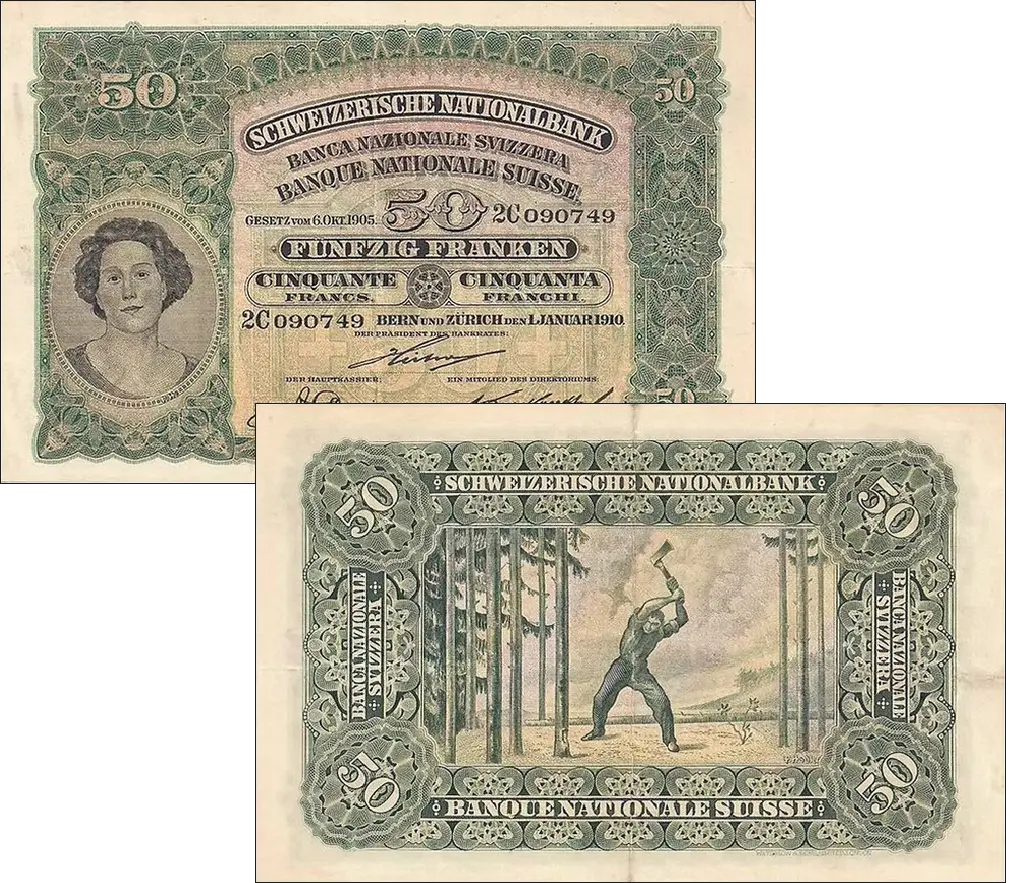 50
50
SCHWEIZERISCHE NATIONALBANK
BANCA NAZIONALE SVIZZERA
BANQUE NATIONALE SUISSE.
GESETZ VOM 6. OKT. 1905. 50 2C 090749
FÜNFZIG FRANKEN
CINQUANTE FRANCS.
CINQUANTA FRANCHI.
2C 090749 BERN UND ZÜRICH DEN 1. JANUAR 1910.
DER PRÄSIDENT DES BANKRATES:
DER HAUPTKASSIER: EIN MITGLIED DES DIREKTORIUMS:
50
50
SCHWEIZERISCHE NATIONALBANK
50
BANCA NAZIONALE
SVIZZERA
BANCA NAZIONALE
SVIZZERA
50
BANQUE NATIONALE SUISSE
50